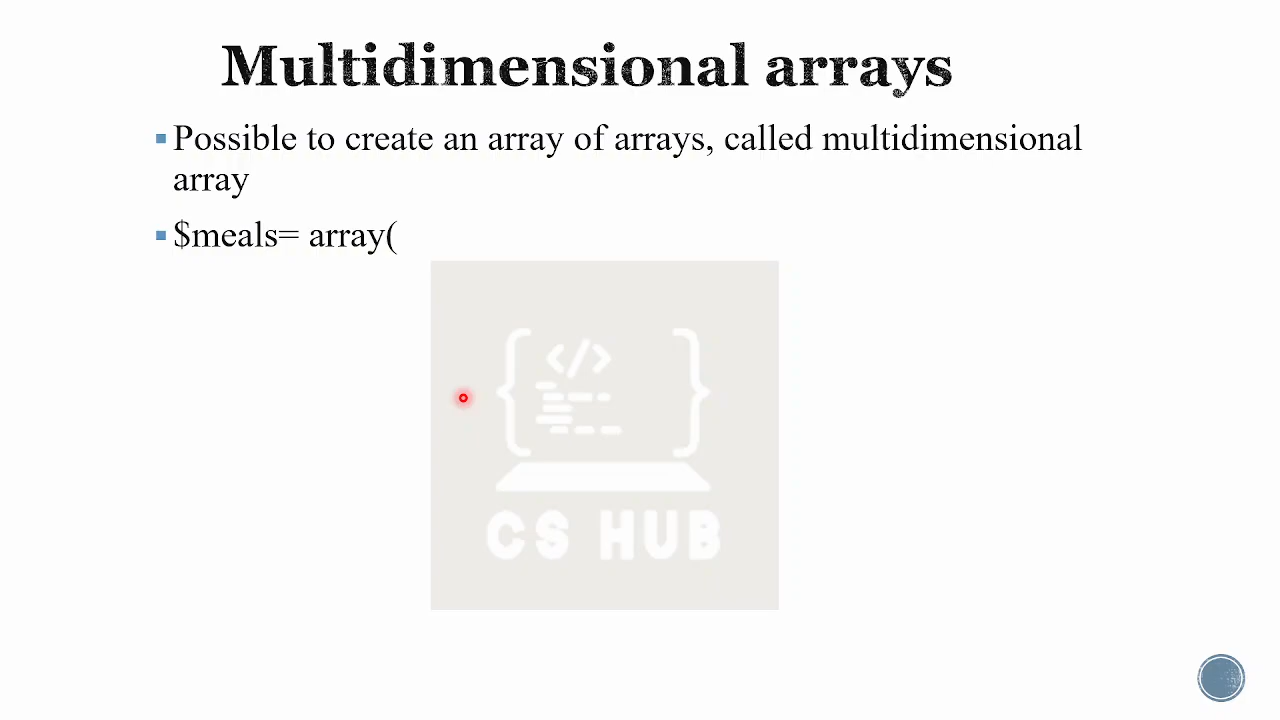 Multidimensional arrays
Possible to create an array of arrays, called multidimensional
array
$meals= array(
</>
CS HUB